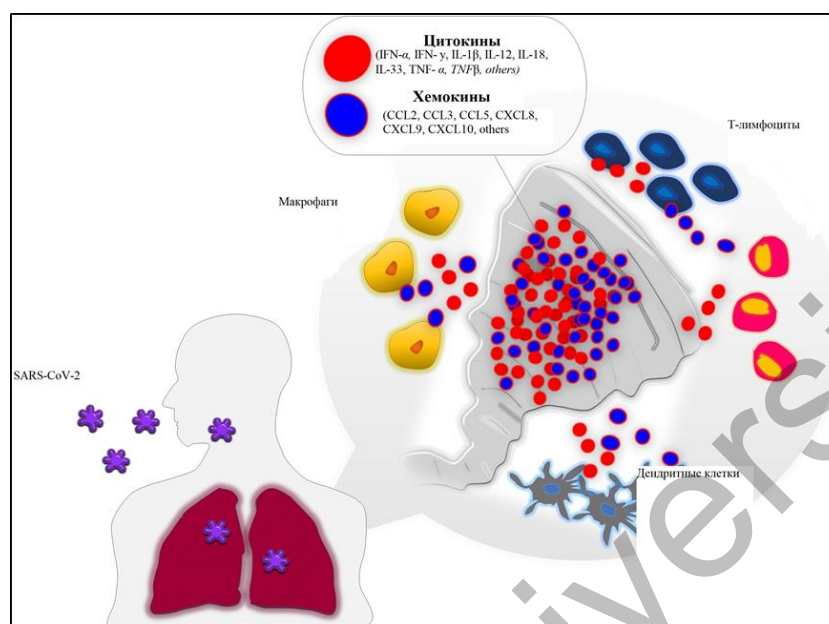 Цитокины
(IFN-α, IFN- y, IL-1β, IL-12, IL-18,
IL-33, TNF- α, TNFβ, others)
Хемокины
(CCL2, CCL3, CCL5, CXCL8,
CXCL9, CXCL10, others
Т-лимфоциты
Макрофаги
SARS-CoV-2
Дендритные клетки